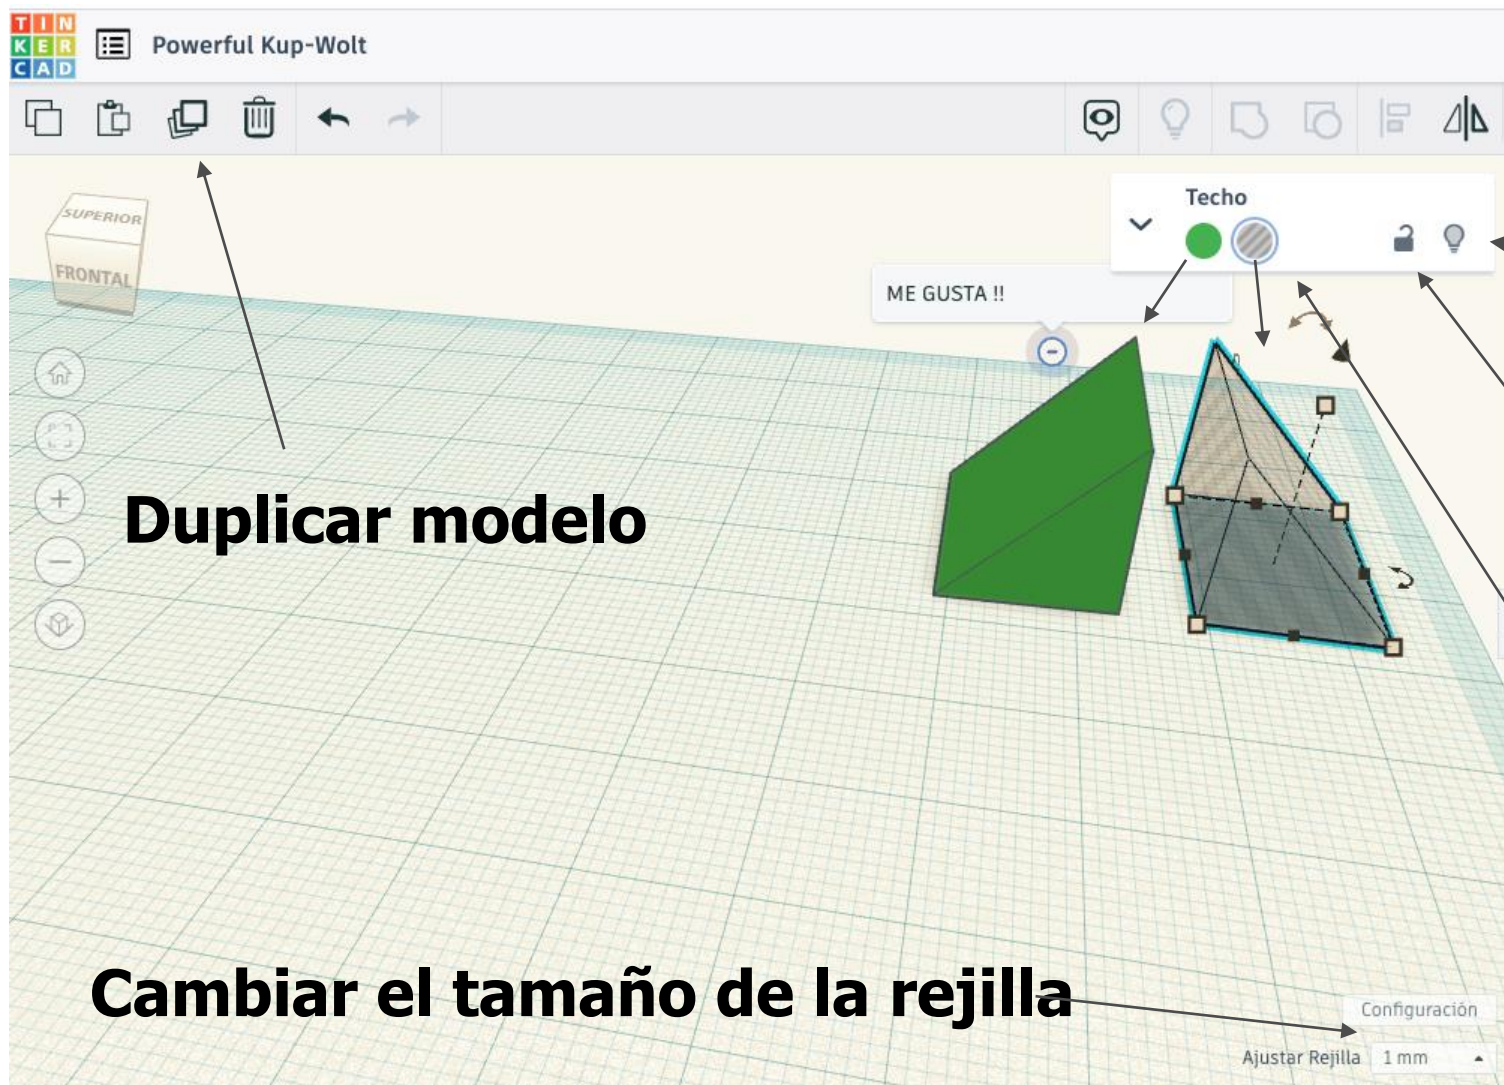 TIN
KER
CAD
Powerful Kup-Wolt
SUPERIOR
FRONTAL
Techo
ME GUSTA !!
Duplicar modelo
Cambiar el tamaño de la rejilla
Configuración
Ajustar Rejilla 1 mm